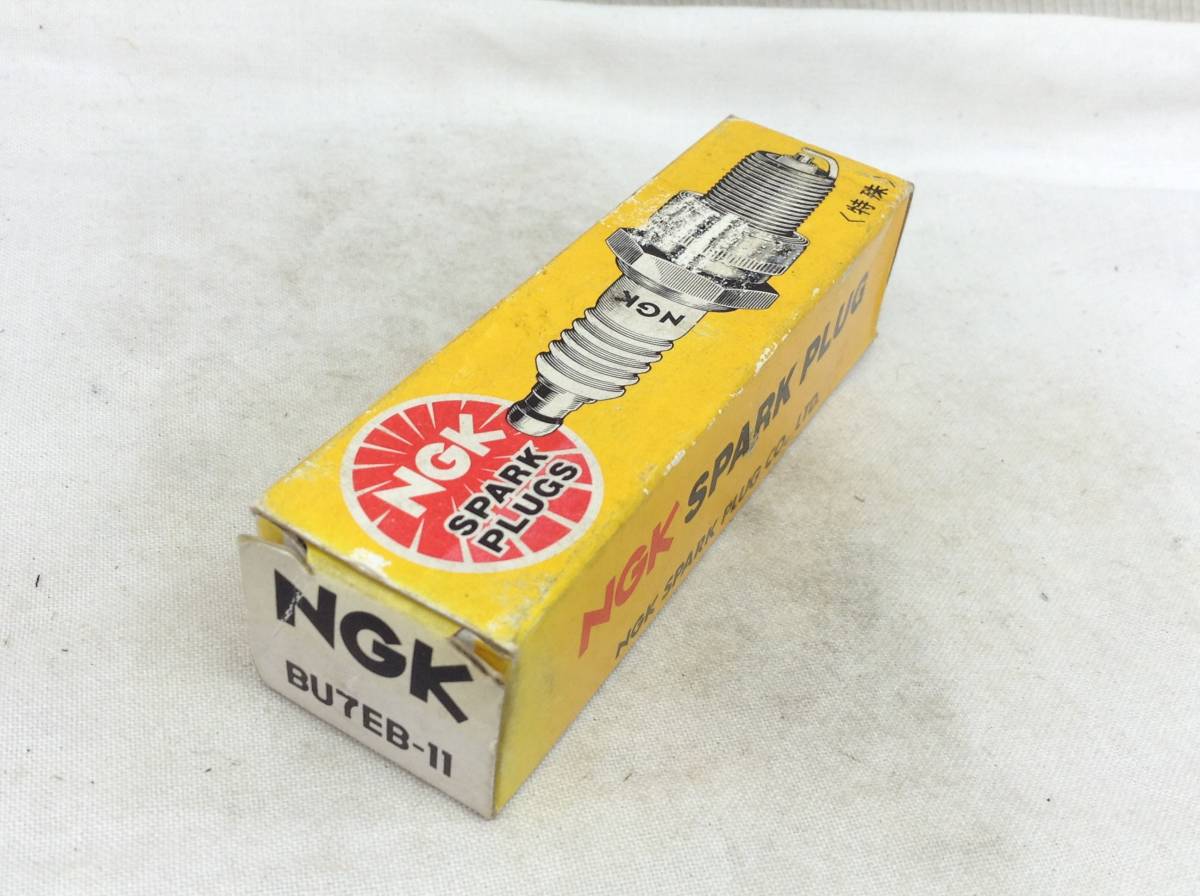 〈特殊〉
NGK
NGK
SPARK
PLUGS
NGK SPARK PLUG
NGK SPARK PLUG CO., LTD.
NGK
BU7EB-11